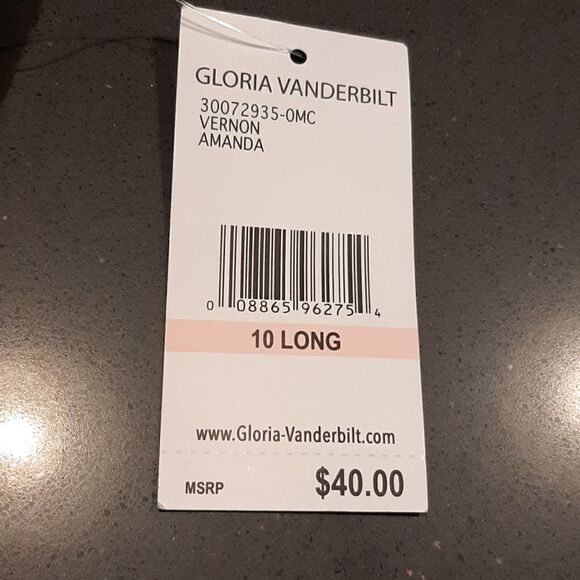 GLORIA VANDERBILT
30072935-0MC
VERNON
AMANDA
0 08865 96275 4
10 LONG
www.Gloria-Vanderbilt.com
MSRP $40.00